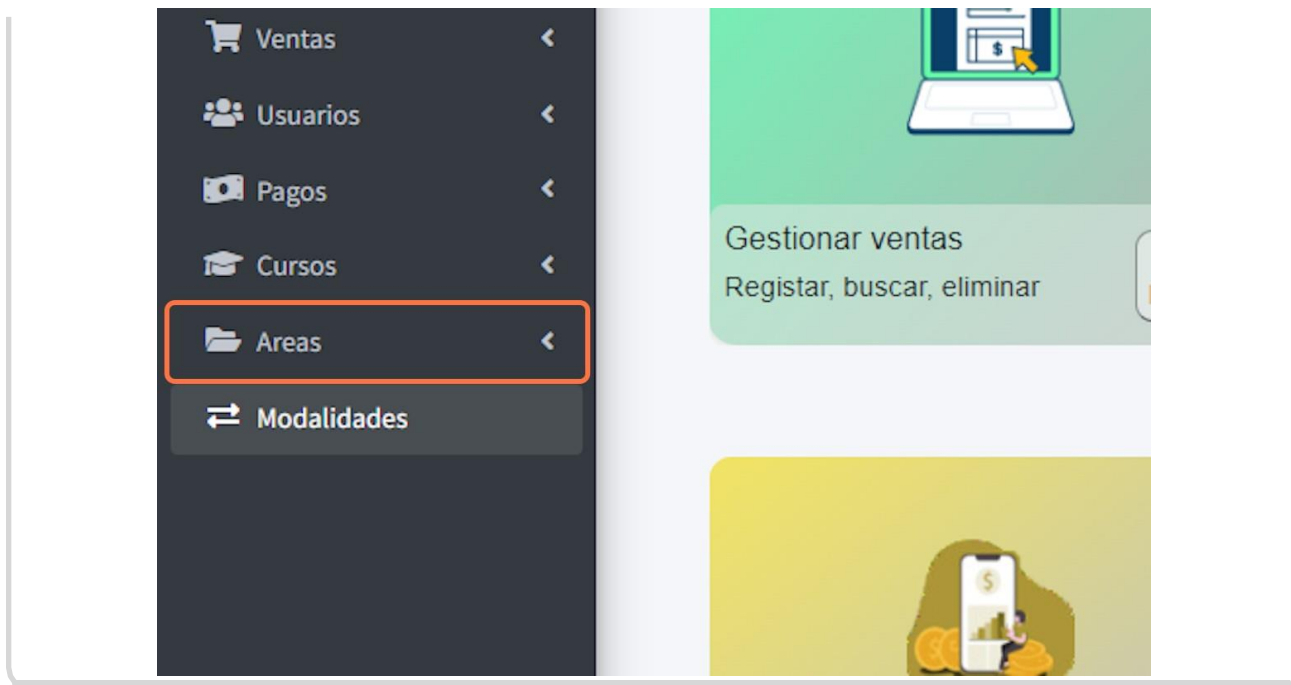 Ventas
Usuarios
Pagos
Cursos
Areas
Modalidades
$
Gestionar ventas
Registar, buscar, eliminar
$